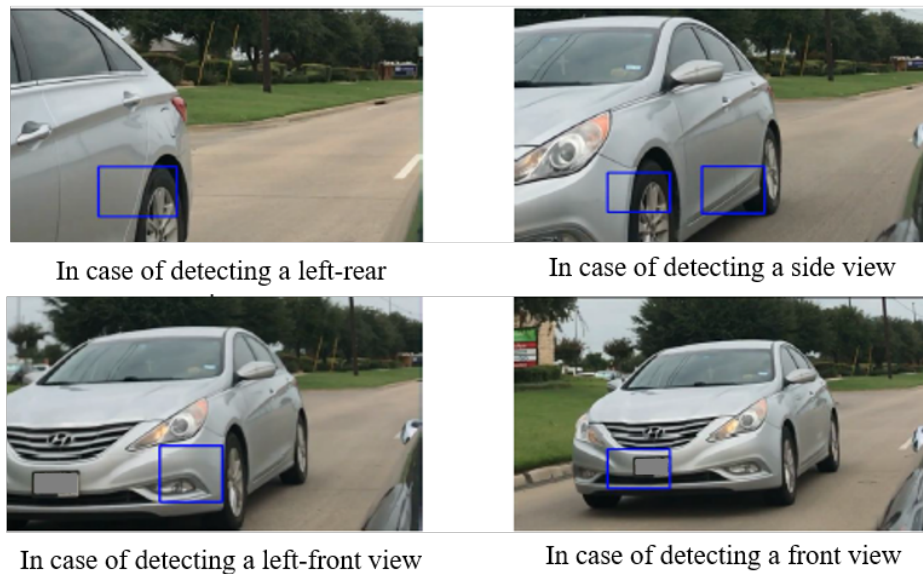 In case of detecting a left-rear
In case of detecting a side view
In case of detecting a left-front view
In case of detecting a front view